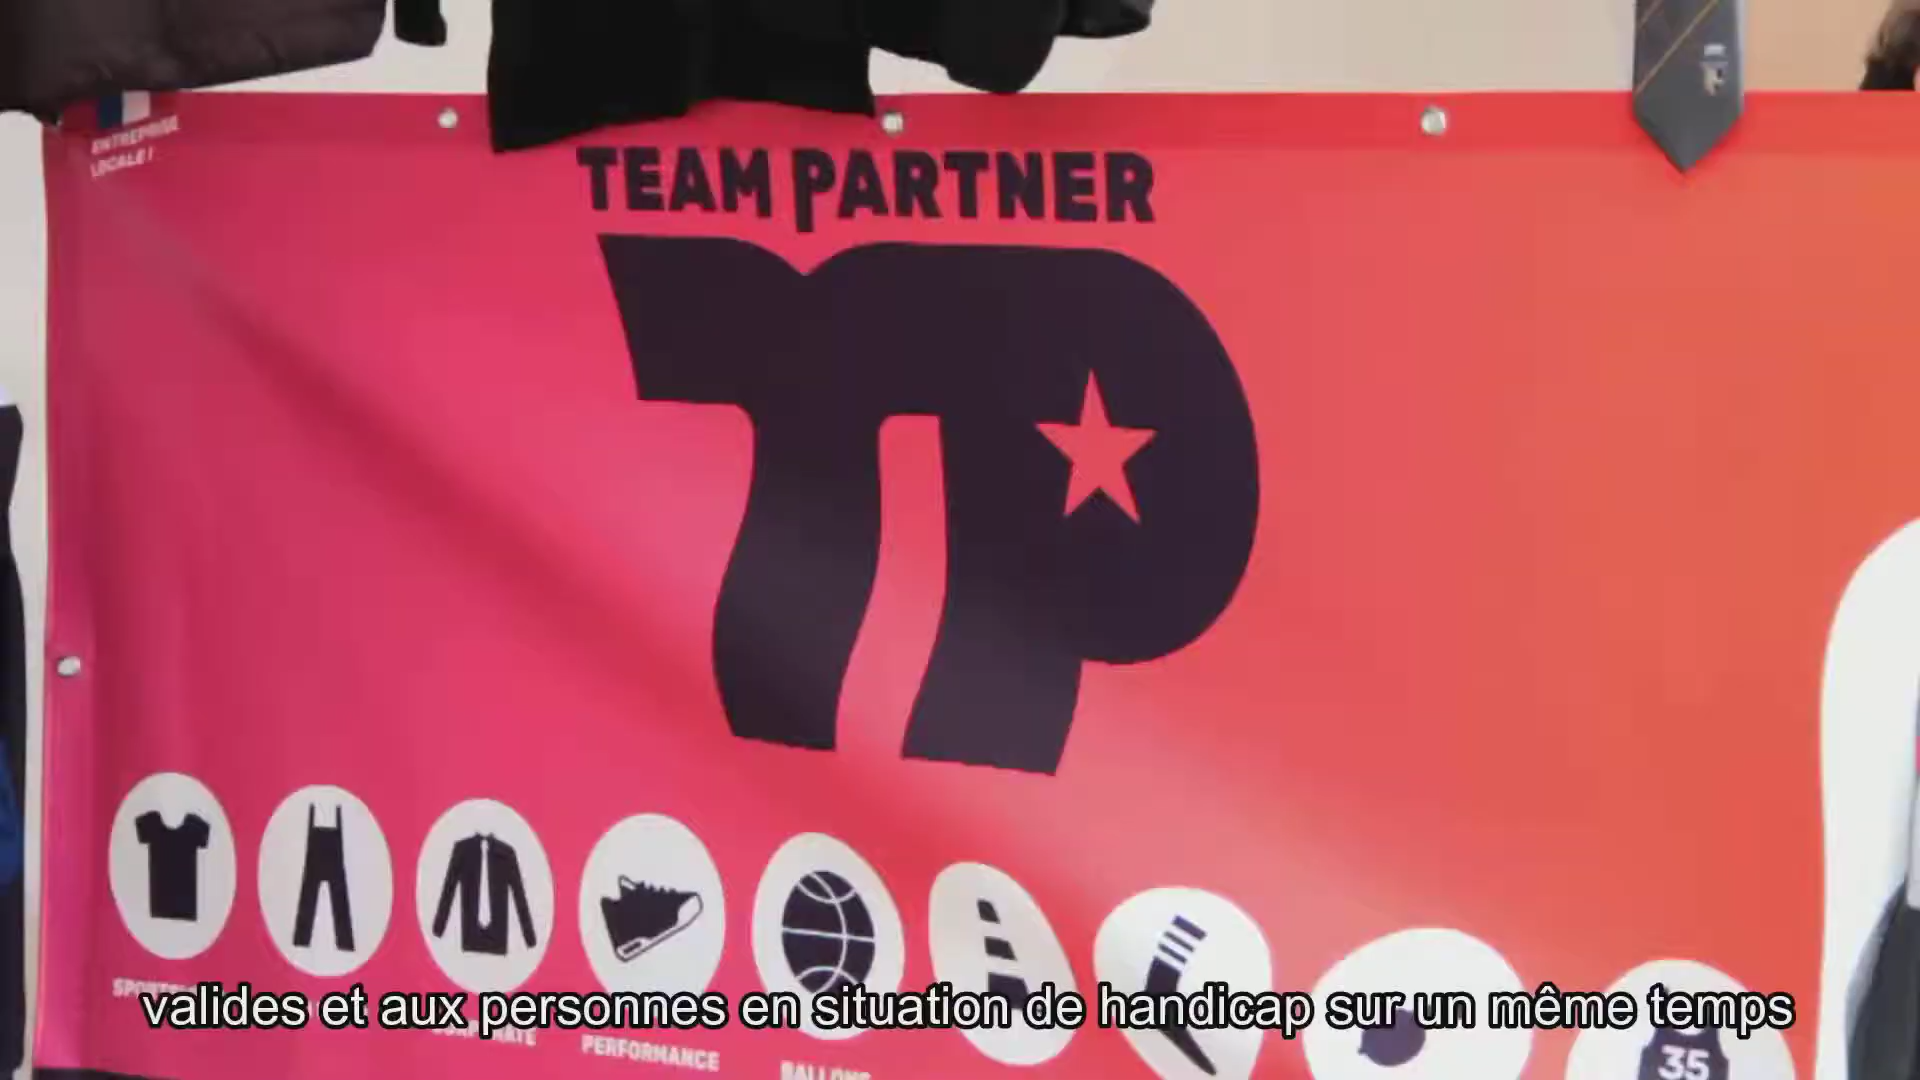 ENTREPRISE
LOCALE !
TEAM PARTNER
TP
valides et aux personnes en situation de handicap sur un même temps
PERFORMANCE
BALLONS
35